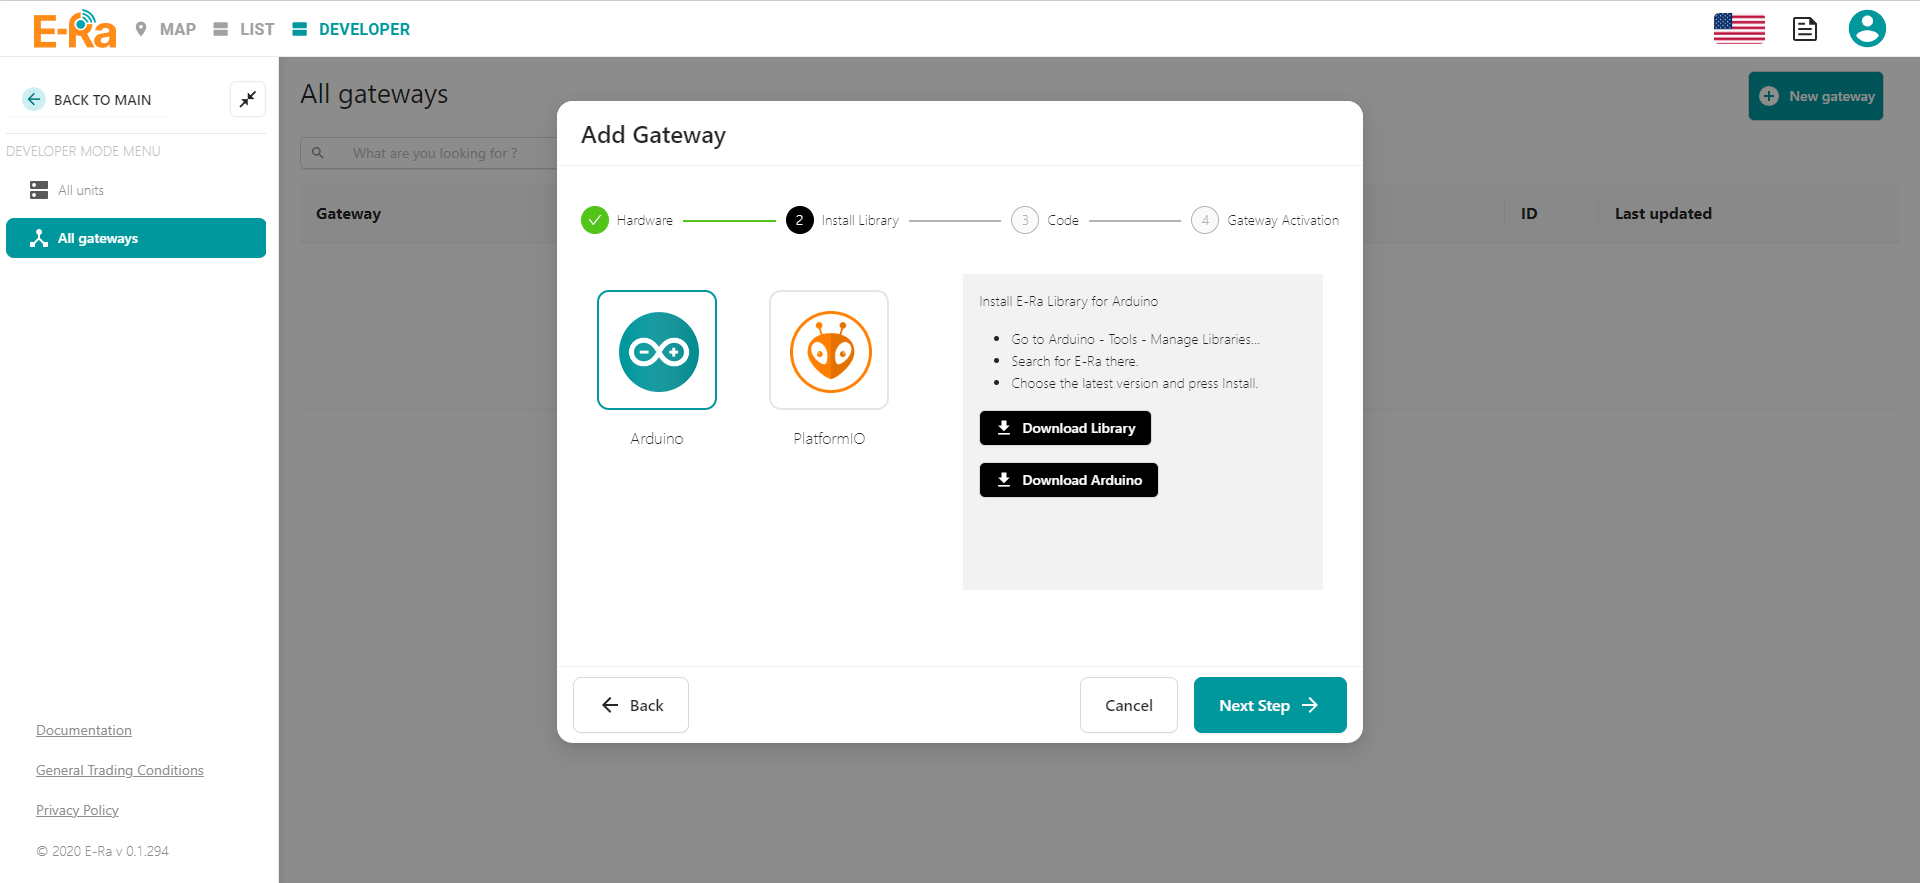 E-Ra MAP LIST DEVELOPER
BACK TO MAIN
DEVELOPER MODE MENU
All units
All gateways
Documentation
General Trading Conditions
Privacy Policy
© 2020 E-Ra v 0.1.294
All gateways
New gateway
What are you looking for ?
Gateway ID Last updated
Add Gateway
Hardware 2 Install Library 3 Code 4 Gateway Activation
Arduino
PlatformIO
Install E-Ra Library for Arduino
• Go to Arduino - Tools - Manage Libraries...
• Search for E-Ra there.
• Choose the latest version and press Install.
Download Library
Download Arduino
Back
Cancel
Next Step